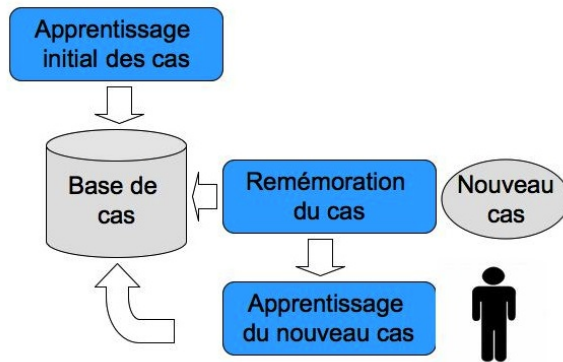 Apprentissage
initial des cas
Base de
cas
Remémoration
du cas
Nouveau
cas
Apprentissage
du nouveau cas